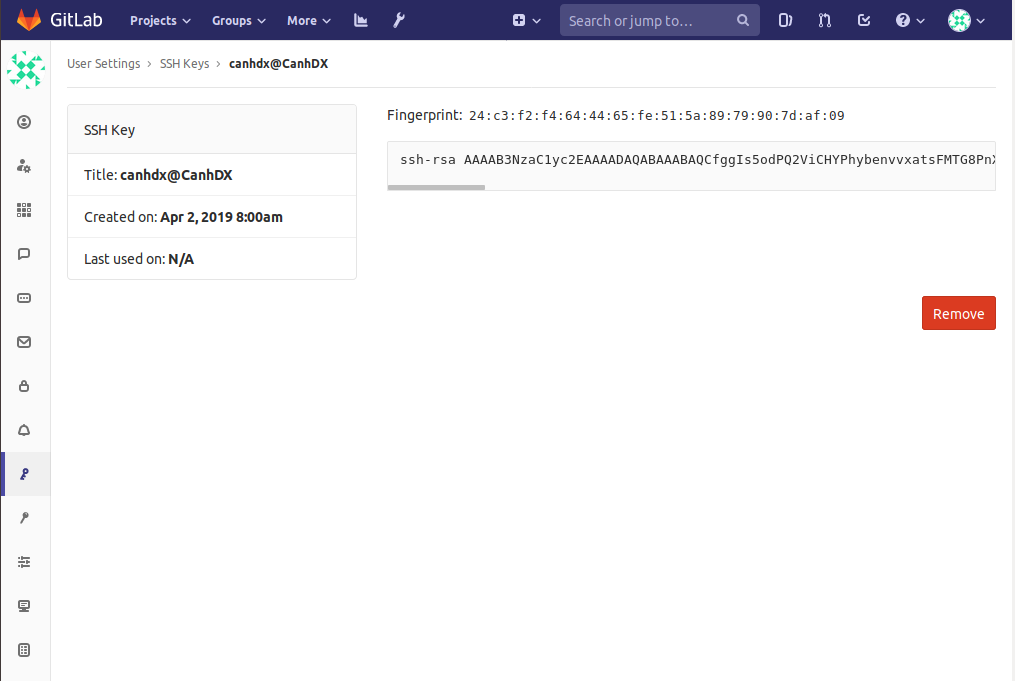 GitLab Projects Groups More Search or jump to...
User Settings › SSH Keys › canhdx@CanhDX
SSH Key
Title: canhdx@CanhDX
Created on: Apr 2, 2019 8:00am
Last used on: N/A
Fingerprint: 24:c3:f2:f4:64:44:65:fe:51:5a:89:79:90:7d:af:09
ssh-rsa AAAAB3NzaC1yc2EAAAADAQABAAABAQCfggIs5odPQ2ViCHYPhybenvvxatsFMTG8PnX
Remove